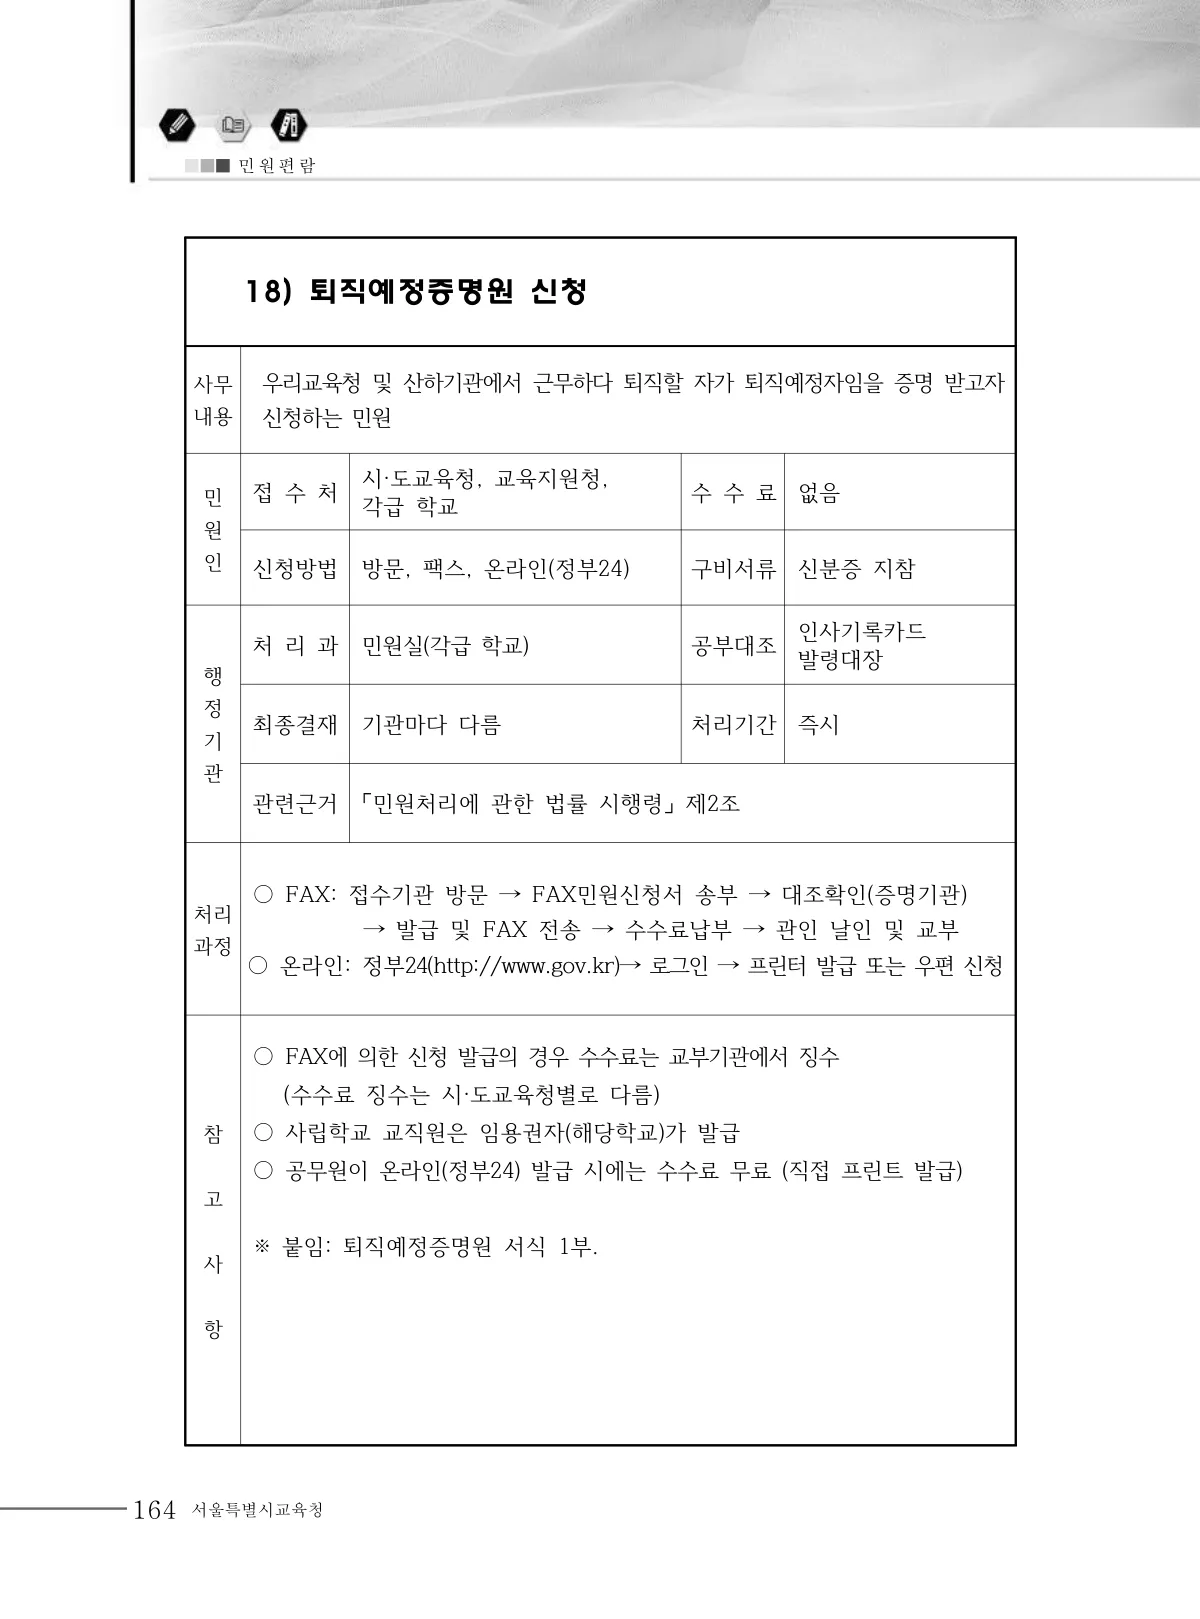 민원편람
18) 퇴직예정증명원 신청
사무
내용
우리교육청 및 산하기관에서 근무하다 퇴직할 자가 퇴직예정자임을 증명 받고자
신청하는 민원
민
원
인
접 수 처
시·도교육청, 교육지원청,
각급 학교
수 수 료
없음
신청방법
방문, 팩스, 온라인(정부24)
구비서류
신분증 지참
행
정
기
관
처 리 과
민원실(각급 학교)
공부대조
인사기록카드
발령대장
최종결재
기관마다 다름
처리기간
즉시
관련근거
「민원처리에 관한 법률 시행령」 제2조
처리
과정
○ FAX: 접수기관 방문 → FAX민원신청서 송부 → 대조확인(증명기관)
→ 발급 및 FAX 전송 → 수수료납부 → 관인 날인 및 교부
○ 온라인: 정부24(http://www.gov.kr)→ 로그인 → 프린터 발급 또는 우편 신청
참
고
사
항
○ FAX에 의한 신청 발급의 경우 수수료는 교부기관에서 징수
(수수료 징수는 시·도교육청별로 다름)
○ 사립학교 교직원은 임용권자(해당학교)가 발급
○ 공무원이 온라인(정부24) 발급 시에는 수수료 무료 (직접 프린트 발급)
※ 붙임: 퇴직예정증명원 서식 1부.
164 서울특별시교육청